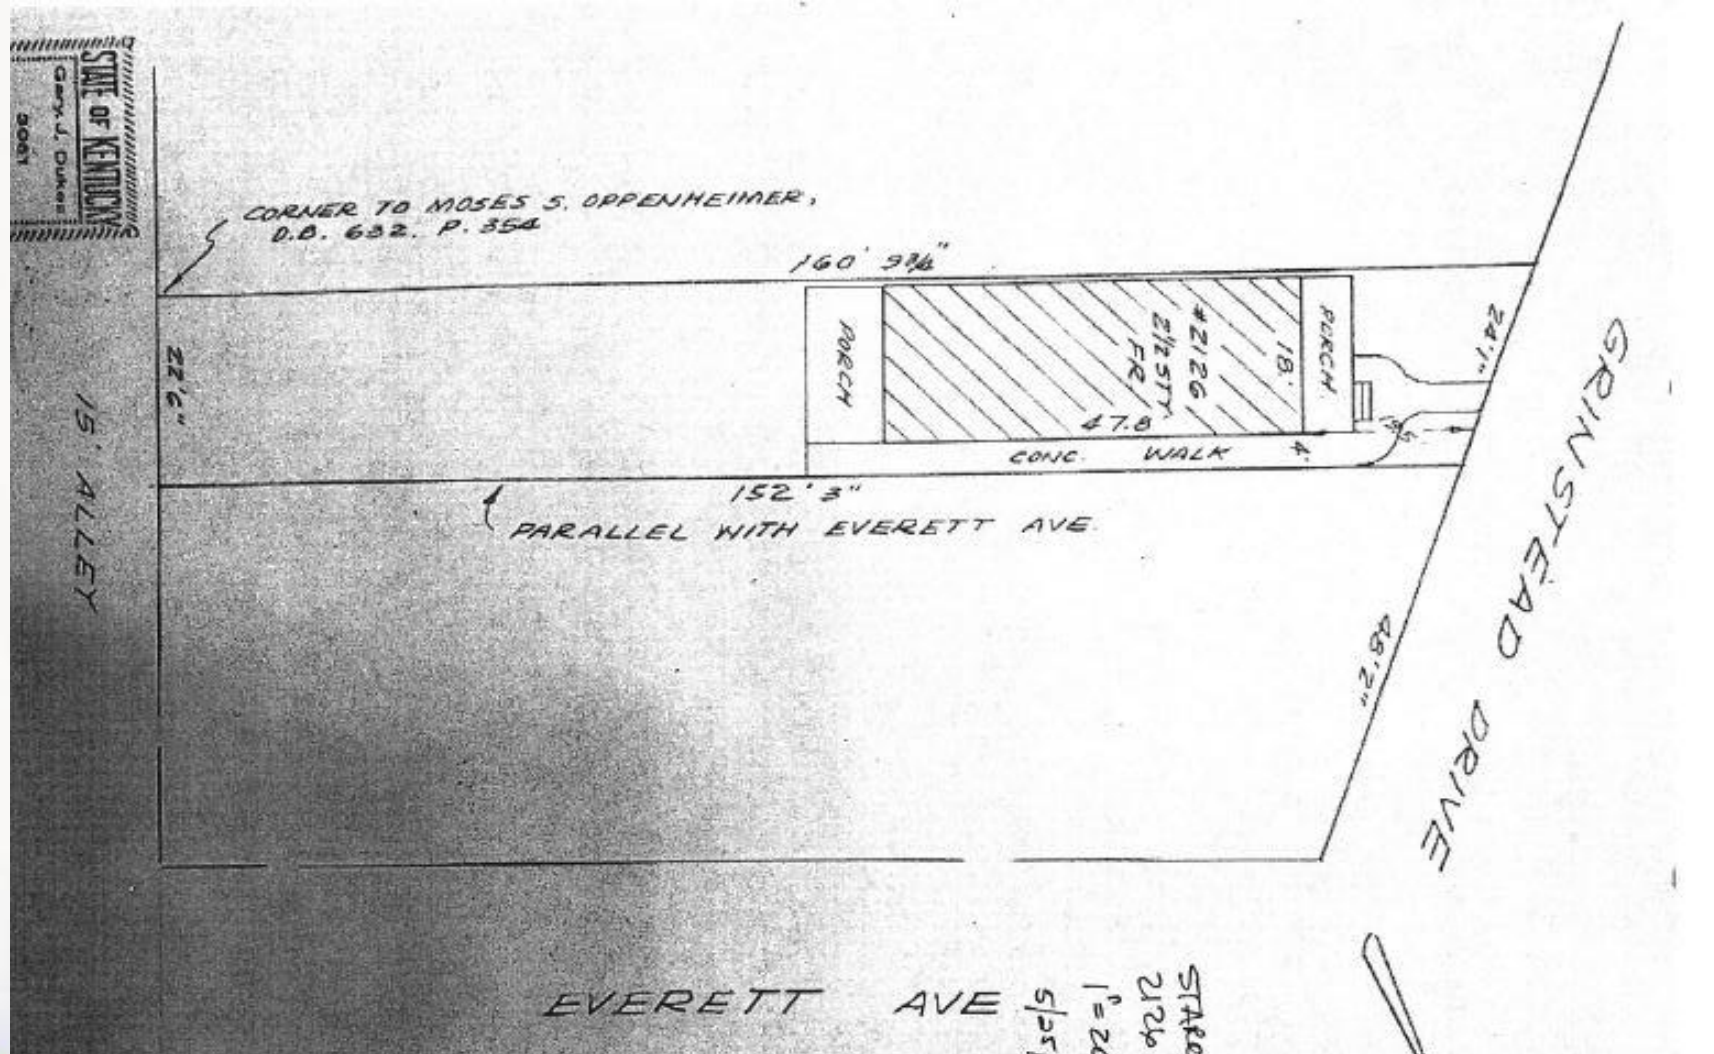 STATE OF KENTUCKY
Gary J. Dukes
CORNER TO MOSES S. OPPENHEIMER,
D.B. 632. P. 354
160' 9¾"
22'6"
15' ALLEY
PORCH
#2126
2½ STY.
FR.
18.'
47.8
PORCH
24'1"
CONC. WALK 4'
152' 3"
PARALLEL WITH EVERETT AVE.
48'2"
GRINSTEAD DRIVE
EVERETT AVE
2126